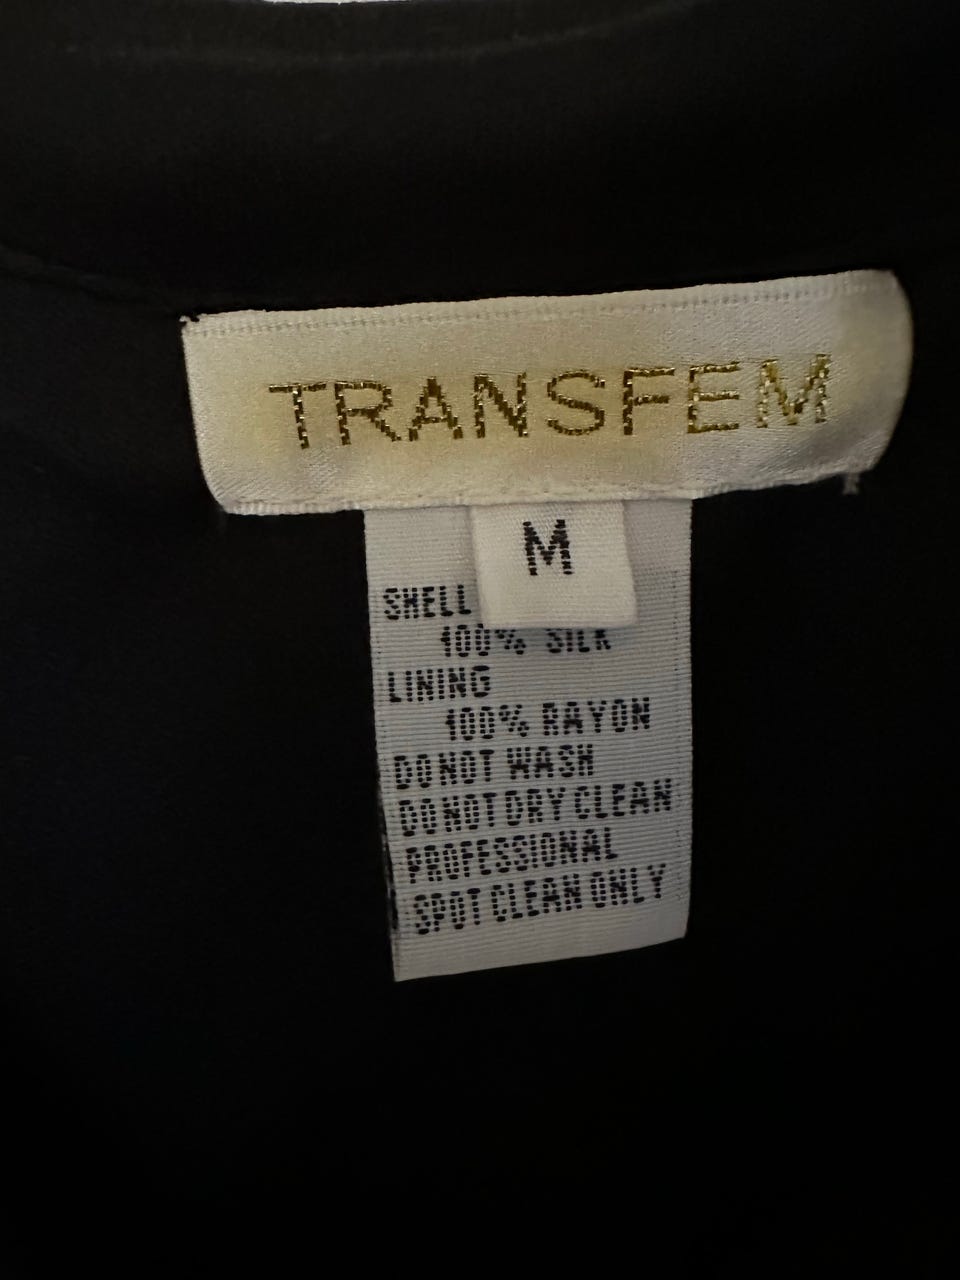 TRANSFEM
M
SHELL
100% SILK
LINING
100% RAYON
DO NOT WASH
DO NOT DRY CLEAN
PROFESSIONAL
SPOT CLEAN ONLY